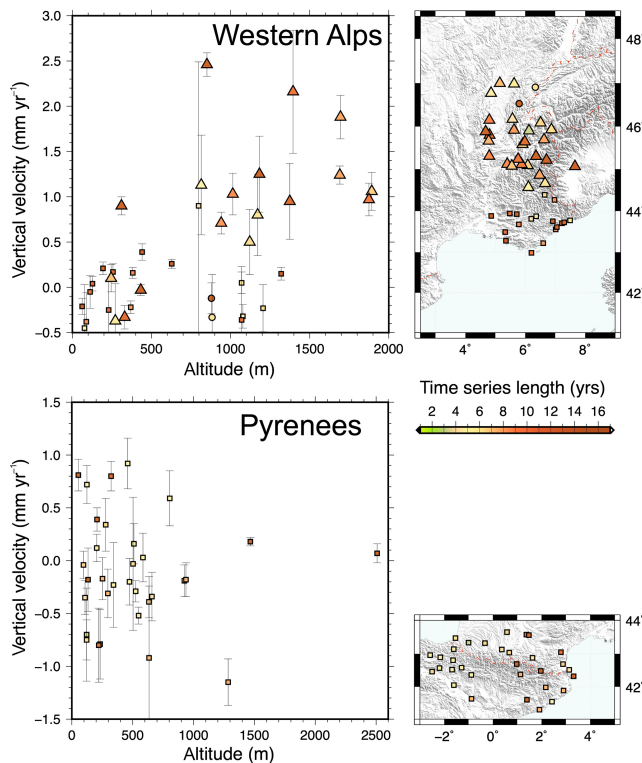 Western Alps
3.0
2.5
2.0
1.5
1.0
0.5
0.0
−0.5
Vertical velocity (mm yr⁻¹)
0 500 1000 1500 2000
Altitude (m)
48°
46°
44°
42°
4° 6° 8°
Time series length (yrs)
2 4 6 8 10 12 14 16
Pyrenees
1.5
1.0
0.5
0.0
−0.5
−1.0
−1.5
Vertical velocity (mm yr⁻¹)
0 500 1000 1500 2000 2500
Altitude (m)
44°
42°
−2° 0° 2° 4°